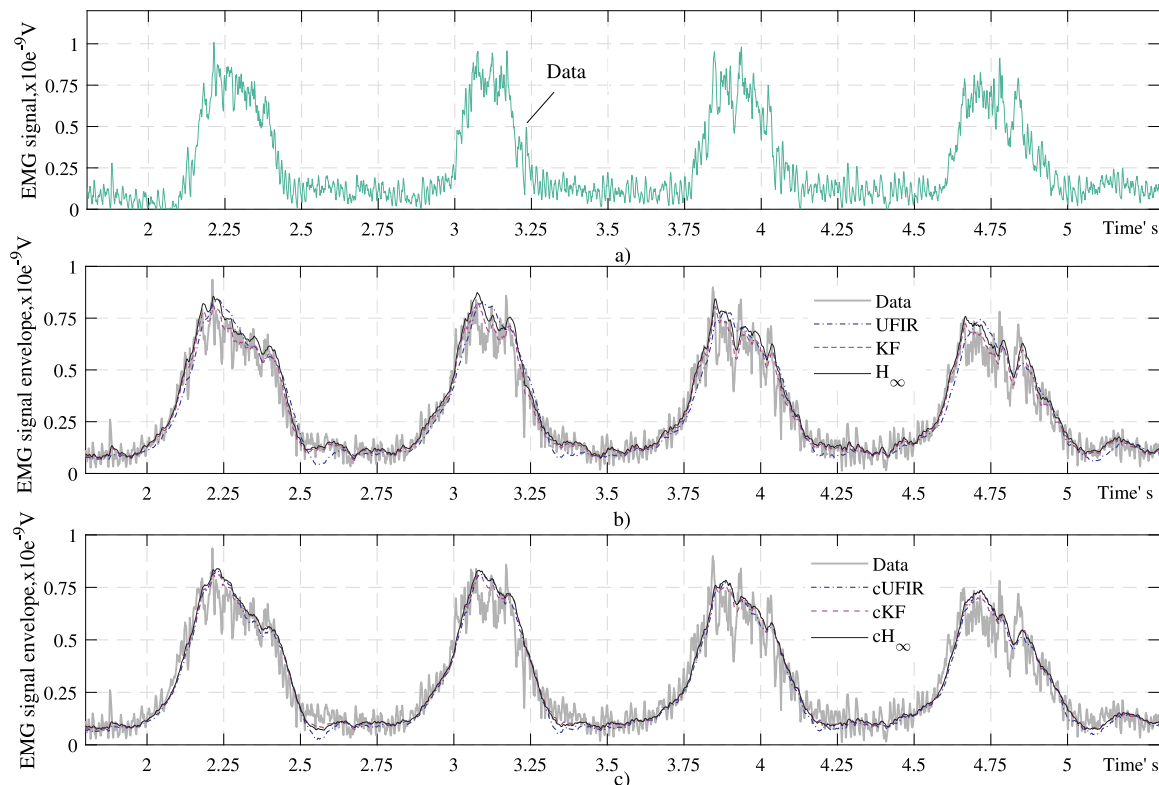 EMG signal,x10e⁻⁹V
1
0.75
0.5
0.25
0
Data
2 2.25 2.5 2.75 3 3.25 3.5 3.75 4 4.25 4.5 4.75 5 Time' s
a)
EMG signal envelope,x10e⁻⁹V
1
0.75
0.5
0.25
0
Data
UFIR
KF
H∞
2 2.25 2.5 2.75 3 3.25 3.5 3.75 4 4.25 4.5 4.75 5 Time' s
b)
EMG signal envelope,x10e⁻⁹V
1
0.75
0.5
0.25
0
Data
cUFIR
cKF
cH∞
2 2.25 2.5 2.75 3 3.25 3.5 3.75 4 4.25 4.5 4.75 5 Time' s
c)